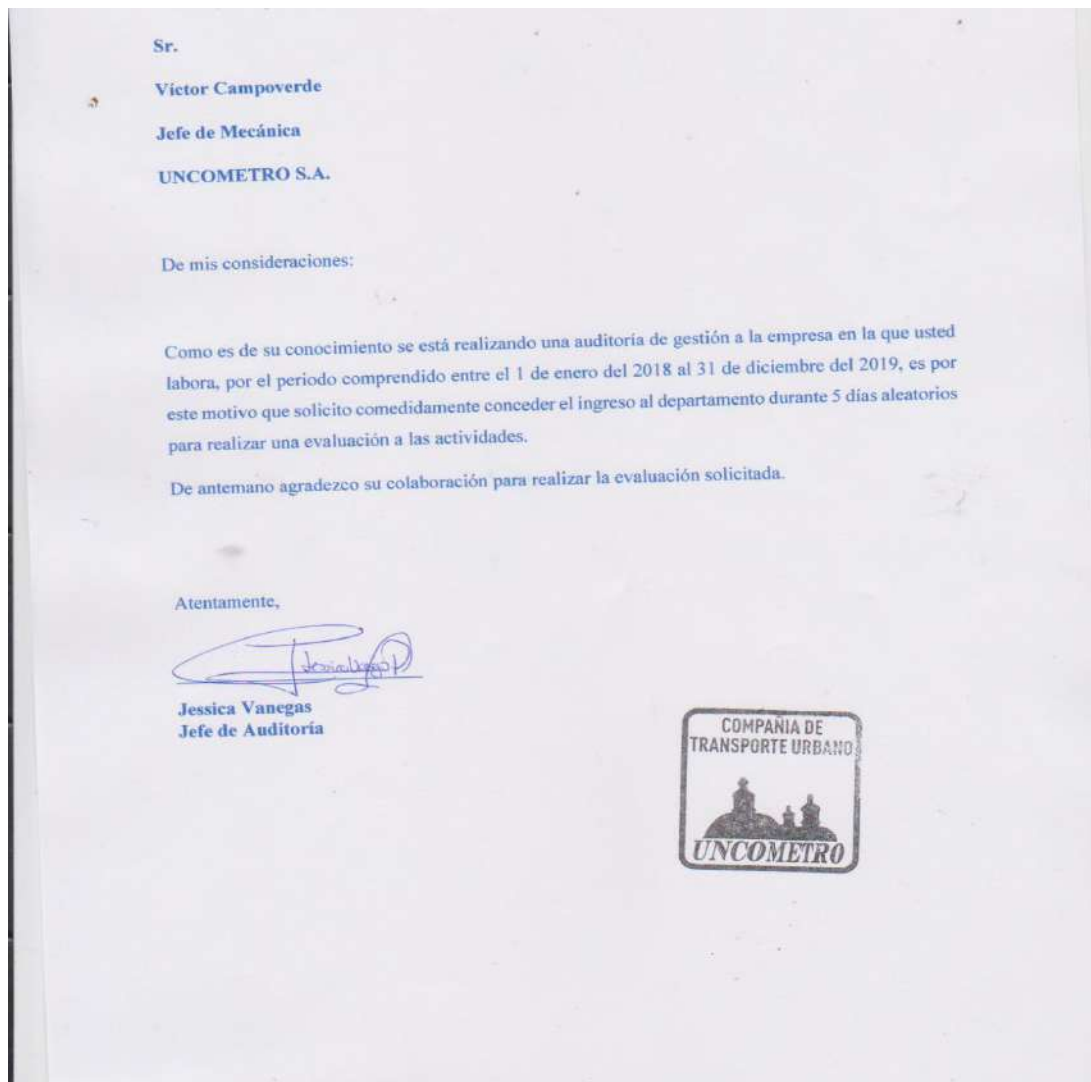 Sr.
Víctor Campoverde
Jefe de Mecánica
UNCOMETRO S.A.
De mis consideraciones:
Como es de su conocimiento se está realizando una auditoría de gestión a la empresa en la que usted
labora, por el periodo comprendido entre el 1 de enero del 2018 al 31 de diciembre del 2019, es por
este motivo que solicito comedidamente conceder el ingreso al departamento durante 5 días aleatorios
para realizar una evaluación a las actividades.
De antemano agradezco su colaboración para realizar la evaluación solicitada.
Atentamente,
Jessica Vanegas
Jefe de Auditoría
COMPAÑIA DE
TRANSPORTE URBANO
UNCOMETRO